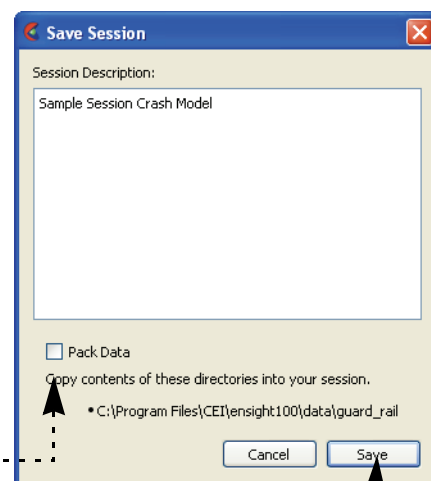 Save Session
Session Description:
Sample Session Crash Model
Pack Data
Copy contents of these directories into your session.
• C:\Program Files\CEI\ensight100\data\guard_rail
Cancel
Save